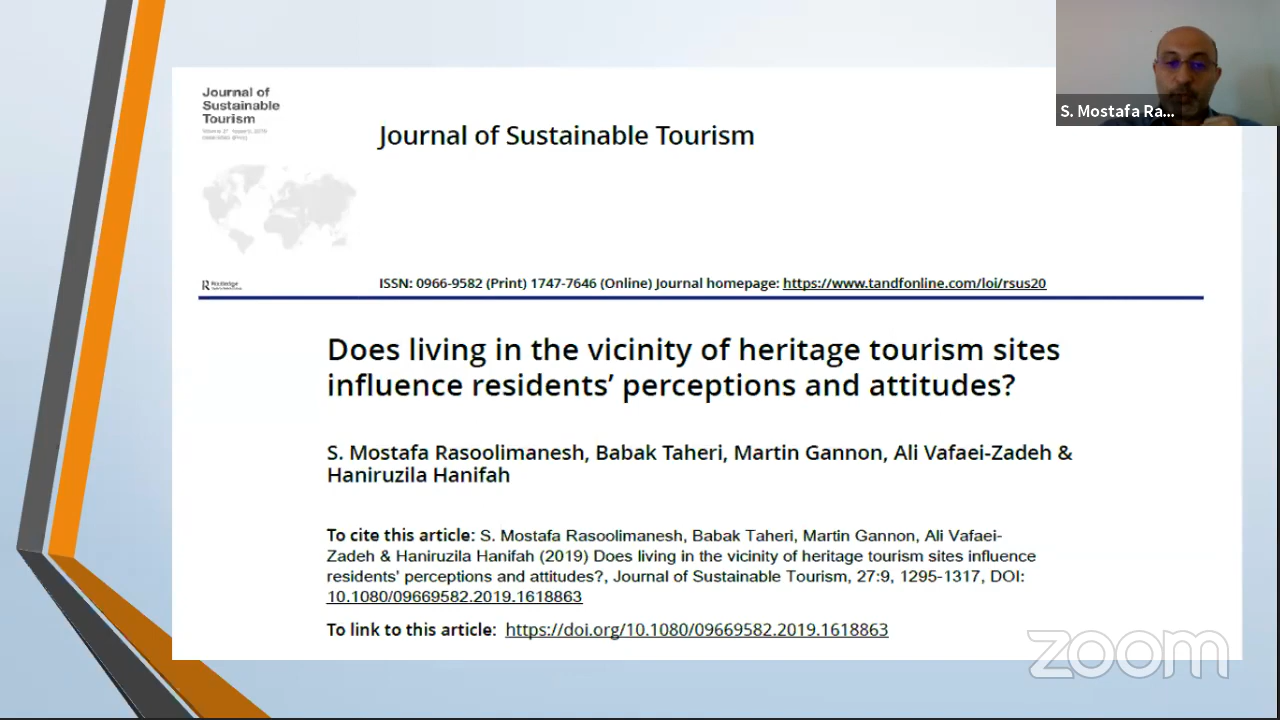 Journal of
Sustainable
Tourism
S. Mostafa Ra...
Journal of Sustainable Tourism
Routledge
ISSN: 0966-9582 (Print) 1747-7646 (Online) Journal homepage: https://www.tandfonline.com/loi/rsus20
Does living in the vicinity of heritage tourism sites
influence residents’ perceptions and attitudes?
S. Mostafa Rasoolimanesh, Babak Taheri, Martin Gannon, Ali Vafaei-Zadeh &
Haniruzila Hanifah
To cite this article: S. Mostafa Rasoolimanesh, Babak Taheri, Martin Gannon, Ali Vafaei-
Zadeh & Haniruzila Hanifah (2019) Does living in the vicinity of heritage tourism sites influence
residents’ perceptions and attitudes?, Journal of Sustainable Tourism, 27:9, 1295-1317, DOI:
10.1080/09669582.2019.1618863
To link to this article: https://doi.org/10.1080/09669582.2019.1618863
zoom